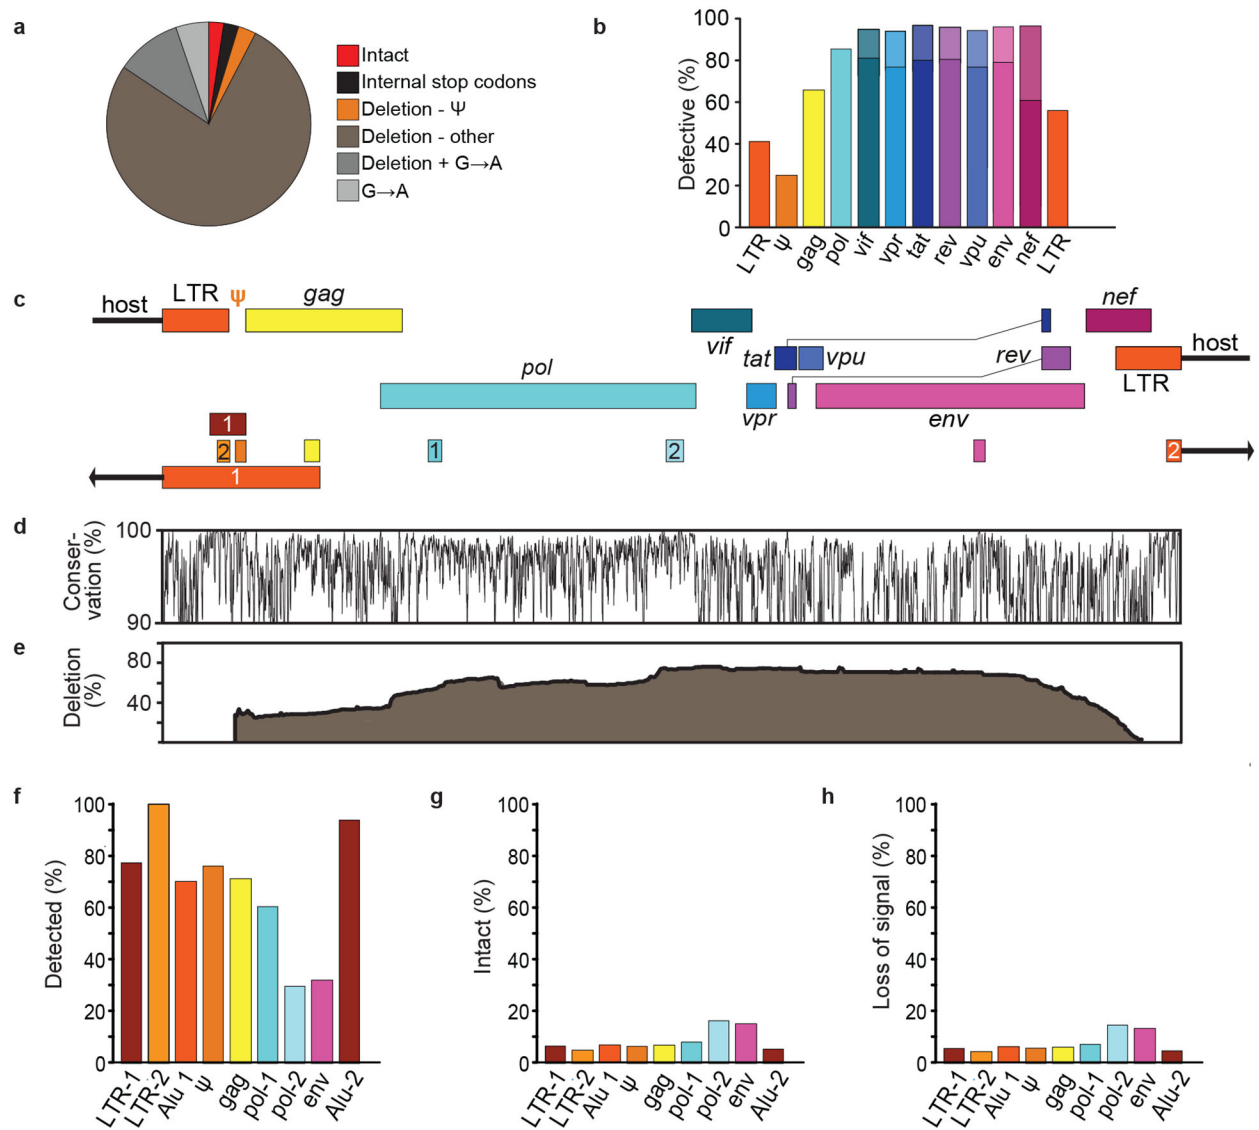 a
Intact
Internal stop codons
Deletion - Ψ
Deletion - other
Deletion + G→A
G→A
b
Defective (%)
100
80
60
40
20
0
LTR
Ψ
gag
pol
vif
vpr
tat
rev
vpu
env
nef
LTR
c
host
LTR
Ψ
gag
nef
vif
tat
vpu
rev
host
LTR
pol
vpr
env
1
2
1
2
2
1
d
Conser-
vation (%)
100
90
e
Deletion
(%)
80
40
f
Detected (%)
100
80
60
40
20
0
LTR-1
LTR-2
Alu 1
Ψ
gag
pol-1
pol-2
env
Alu-2
g
Intact (%)
100
80
60
40
20
0
LTR-1
LTR-2
Alu 1
Ψ
gag
pol-1
pol-2
env
Alu-2
h
Loss of signal (%)
100
80
60
40
20
0
LTR-1
LTR-2
Alu 1
Ψ
gag
pol-1
pol-2
env
Alu-2